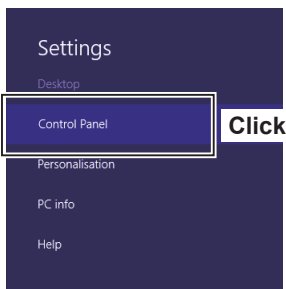 Settings
Desktop
Control Panel
Click
Personalisation
PC info
Help